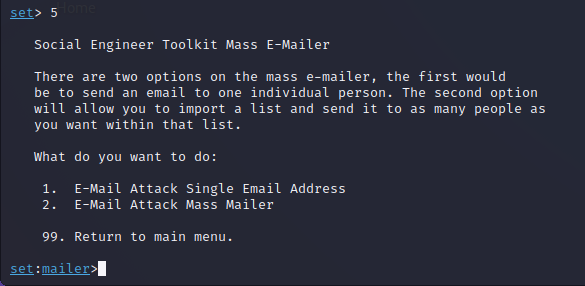 Home
set> 5
Social Engineer Toolkit Mass E-Mailer
There are two options on the mass e-mailer, the first would
be to send an email to one individual person. The second option
will allow you to import a list and send it to as many people as
you want within that list.
What do you want to do:
1. E-Mail Attack Single Email Address
2. E-Mail Attack Mass Mailer
99. Return to main menu.
set:mailer>